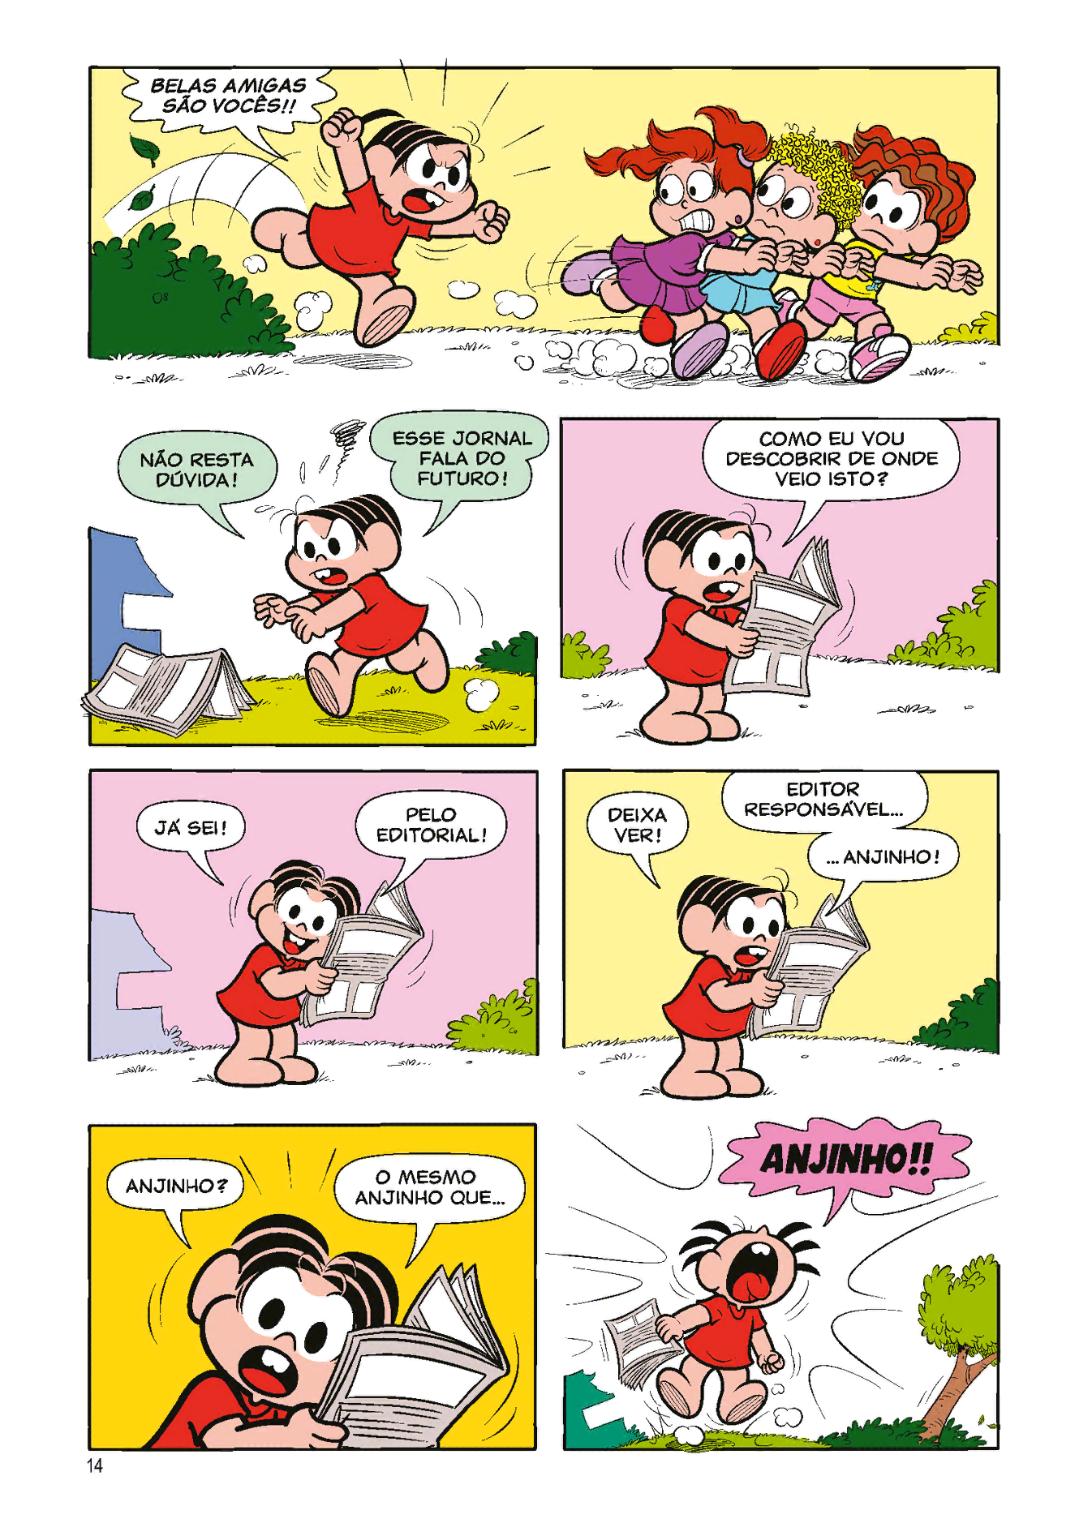 BELAS AMIGAS
SÃO VOCÊS!!
NÃO RESTA
DÚVIDA!
ESSE JORNAL
FALA DO
FUTURO!
COMO EU VOU
DESCOBRIR DE ONDE
VEIO ISTO?
JÁ SEI!
PELO
EDITORIAL!
DEIXA
VER!
EDITOR
RESPONSÁVEL...
...ANJINHO!
ANJINHO?
O MESMO
ANJINHO QUE...
ANJINHO!!
14